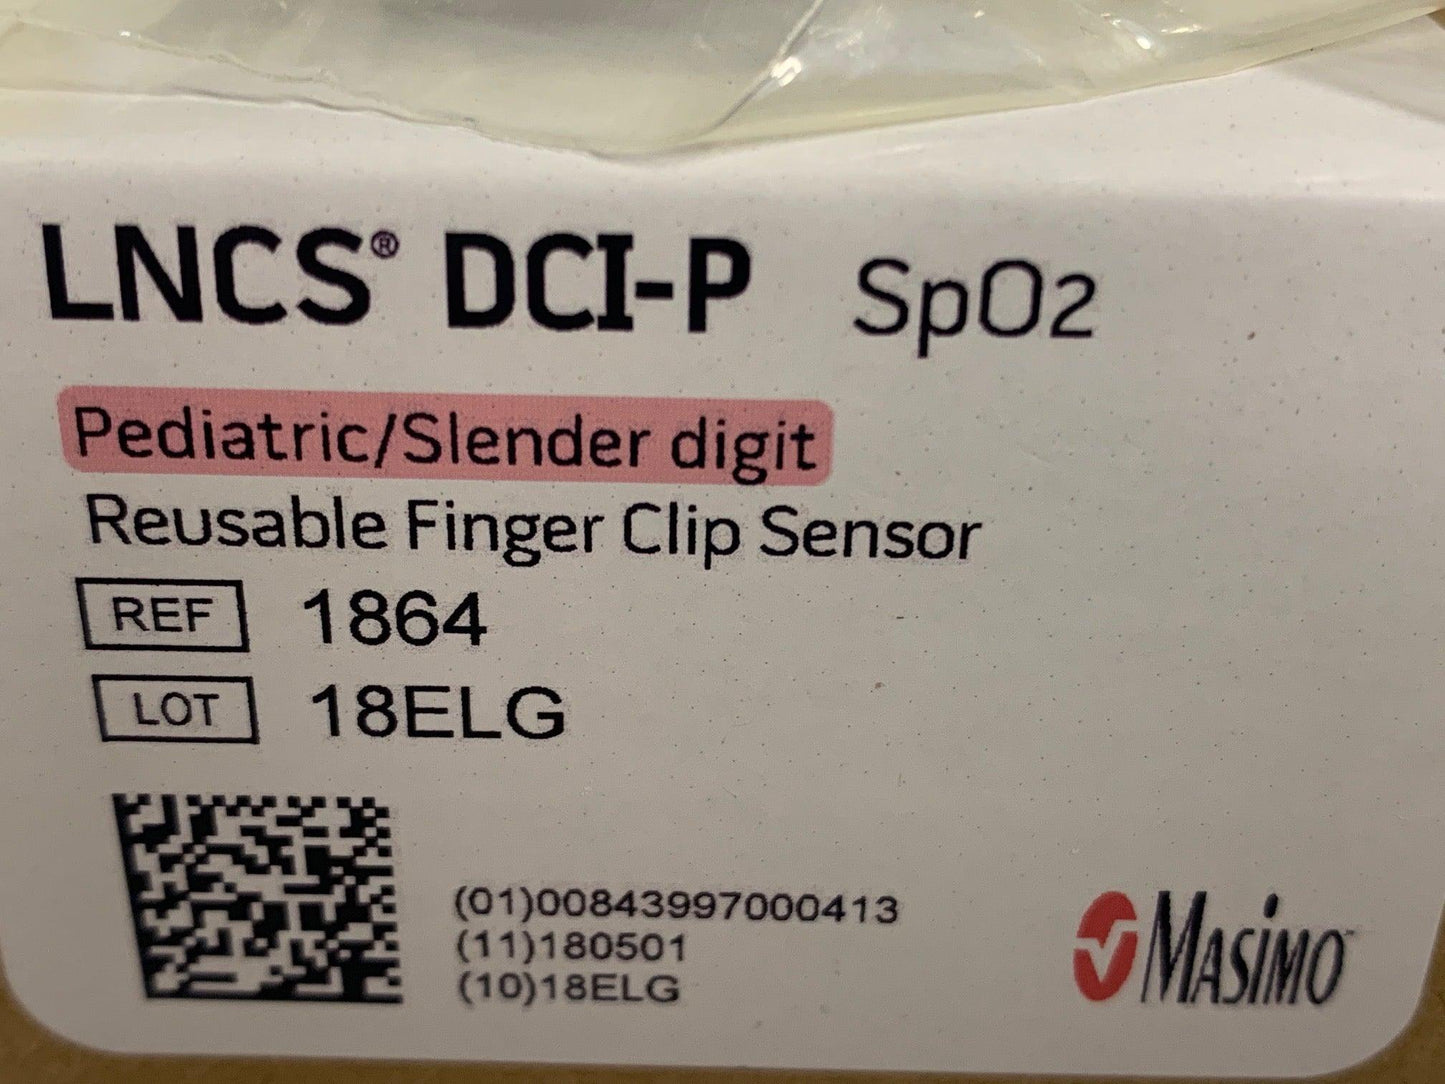 LNCS® DCI-P SpO2
Pediatric/Slender digit
Reusable Finger Clip Sensor
REF 1864
LOT 18ELG
(01)00843997000413
(11)180501
(10)18ELG
MASIMO